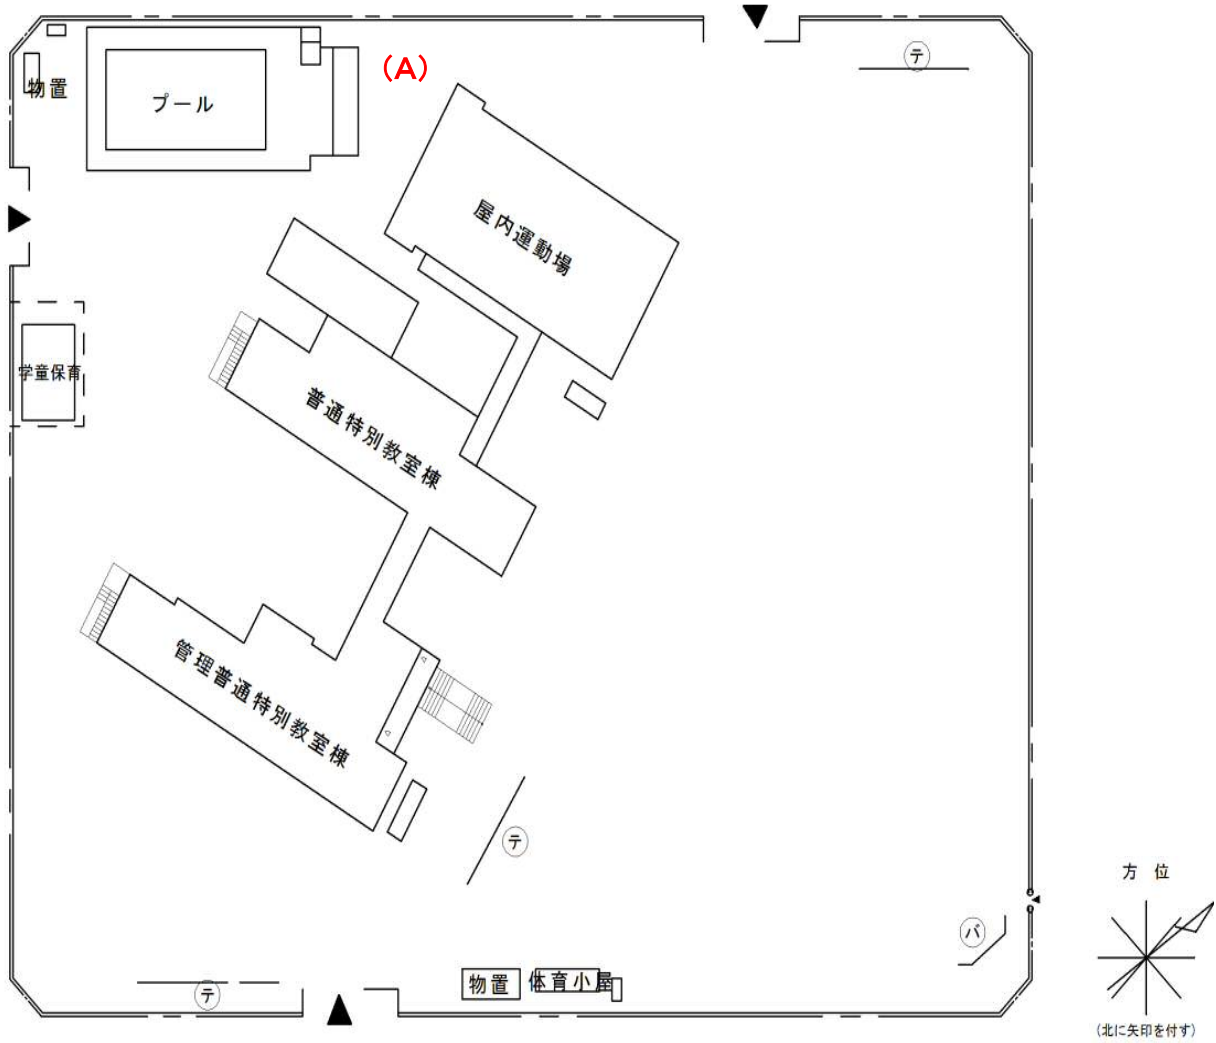 (A)
テ
物置
プール
屋内運動場
学童保育
普通特別教室棟
管理普通特別教室棟
テ
方 位
バ
物置
体育小屋
テ
(北に矢印を付す)